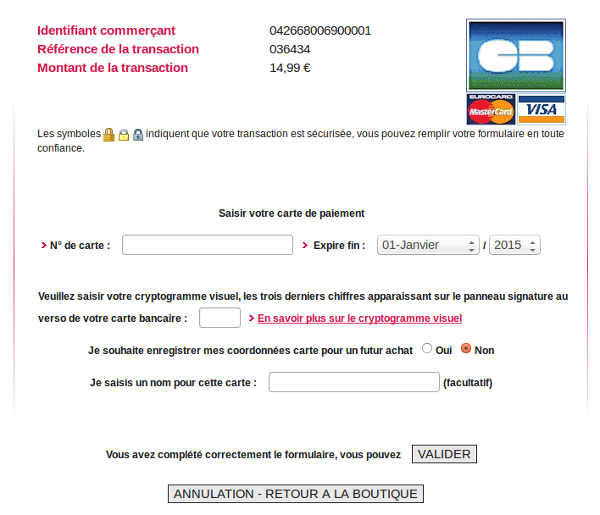 Identifiant commerçant 042668006900001
Référence de la transaction 036434
Montant de la transaction 14,99 €
CB
EUROCARD
MasterCard VISA
Les symboles indiquent que votre transaction est sécurisée, vous pouvez remplir votre formulaire en toute
confiance.
Saisir votre carte de paiement
N° de carte : Expire fin : 01-Janvier / 2015
Veuillez saisir votre cryptogramme visuel, les trois derniers chiffres apparaissant sur le panneau signature au
verso de votre carte bancaire : En savoir plus sur le cryptogramme visuel
Je souhaite enregistrer mes coordonnées carte pour un futur achat Oui Non
Je saisis un nom pour cette carte : (facultatif)
Vous avez complété correctement le formulaire, vous pouvez VALIDER
ANNULATION - RETOUR A LA BOUTIQUE